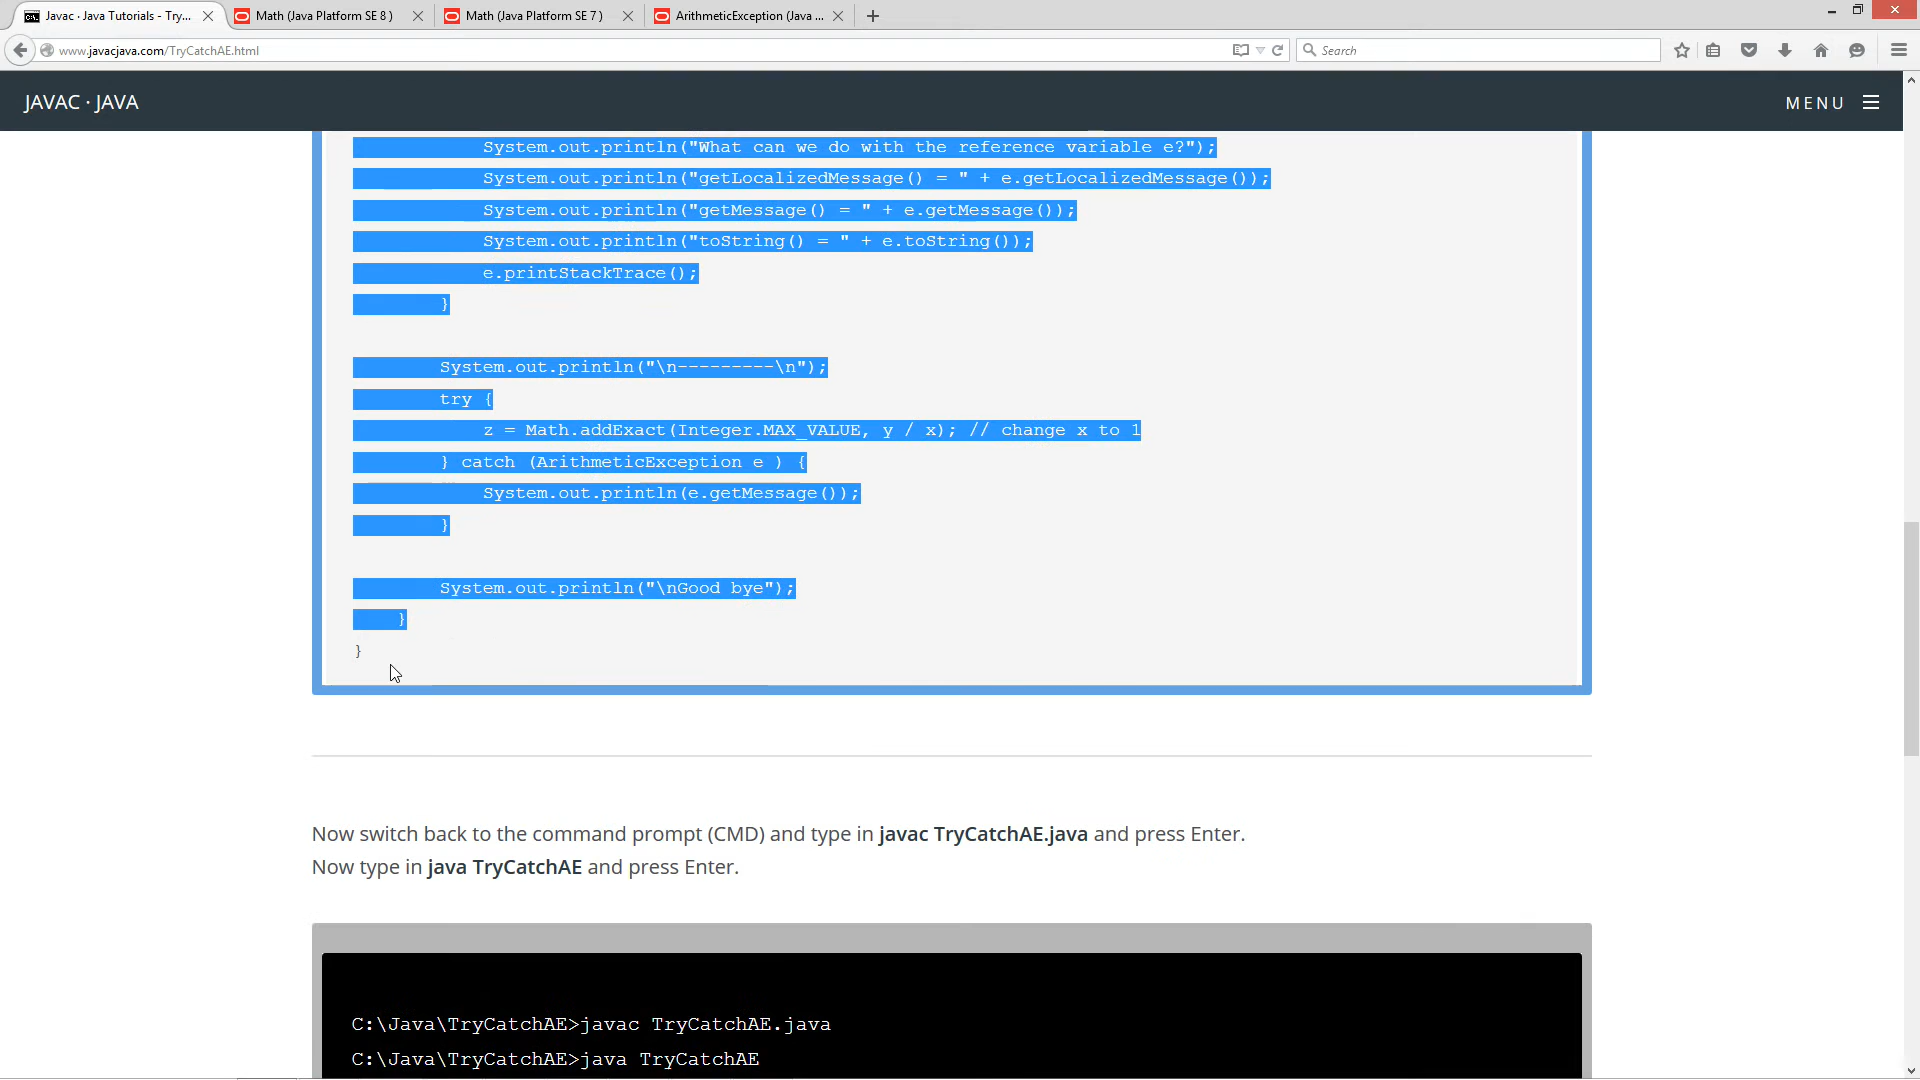 Javac · Java Tutorials - Try...
Math (Java Platform SE 8 )
Math (Java Platform SE 7 )
ArithmeticException (Java ...
www.javacjava.com/TryCatchAE.html
Search
JAVAC · JAVA
MENU
System.out.println("What can we do with the reference variable e?");
System.out.println("getLocalizedMessage() = " + e.getLocalizedMessage());
System.out.println("getMessage() = " + e.getMessage());
System.out.println("toString() = " + e.toString());
e.printStackTrace();
}
System.out.println("\n---------\n");
try {
z = Math.addExact(Integer.MAX_VALUE, y / x); // change x to 1
} catch (ArithmeticException e ) {
System.out.println(e.getMessage());
}
System.out.println("\nGood bye");
}
}
Now switch back to the command prompt (CMD) and type in javac TryCatchAE.java and press Enter.
Now type in java TryCatchAE and press Enter.
C:\Java\TryCatchAE>javac TryCatchAE.java
C:\Java\TryCatchAE>java TryCatchAE